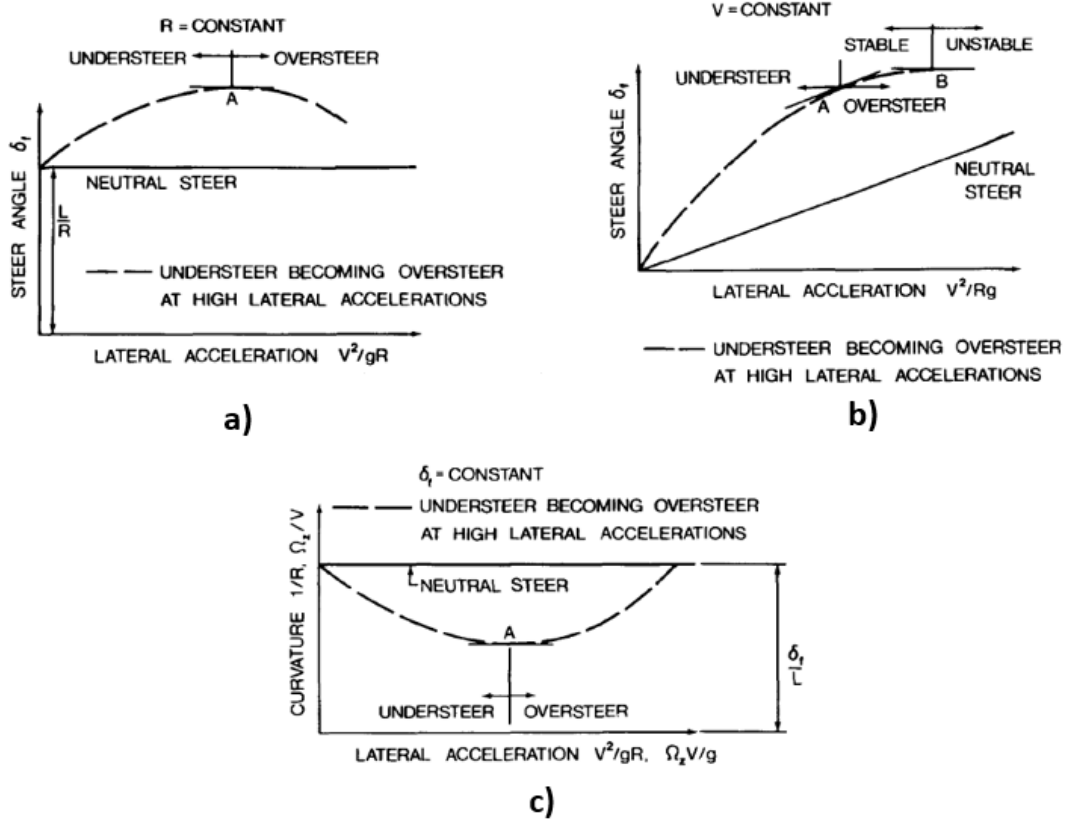 R = CONSTANT
UNDERSTEER OVERSTEER
A
STEER ANGLE δf
NEUTRAL STEER
L/R
UNDERSTEER BECOMING OVERSTEER
AT HIGH LATERAL ACCELERATIONS
LATERAL ACCELERATION V²/gR
a)
V = CONSTANT
STABLE UNSTABLE
UNDERSTEER
A OVERSTEER
B
STEER ANGLE δf
NEUTRAL
STEER
LATERAL ACCLERATION V²/Rg
UNDERSTEER BECOMING OVERSTEER
AT HIGH LATERAL ACCELERATIONS
b)
δf = CONSTANT
UNDERSTEER BECOMING OVERSTEER
AT HIGH LATERAL ACCELERATIONS
CURVATURE 1/R, Ωz/V
NEUTRAL STEER
A
δf/L
UNDERSTEER OVERSTEER
LATERAL ACCELERATION V²/gR, ΩzV/g
c)